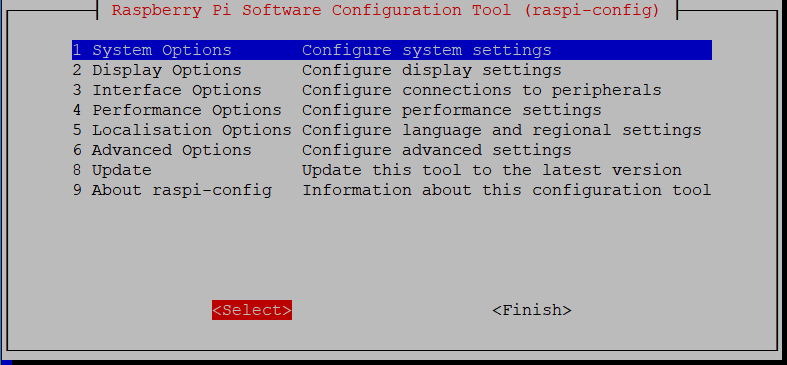 Raspberry Pi Software Configuration Tool (raspi-config)
1 System Options Configure system settings
2 Display Options Configure display settings
3 Interface Options Configure connections to peripherals
4 Performance Options Configure performance settings
5 Localisation Options Configure language and regional settings
6 Advanced Options Configure advanced settings
8 Update Update this tool to the latest version
9 About raspi-config Information about this configuration tool
<Select> <Finish>